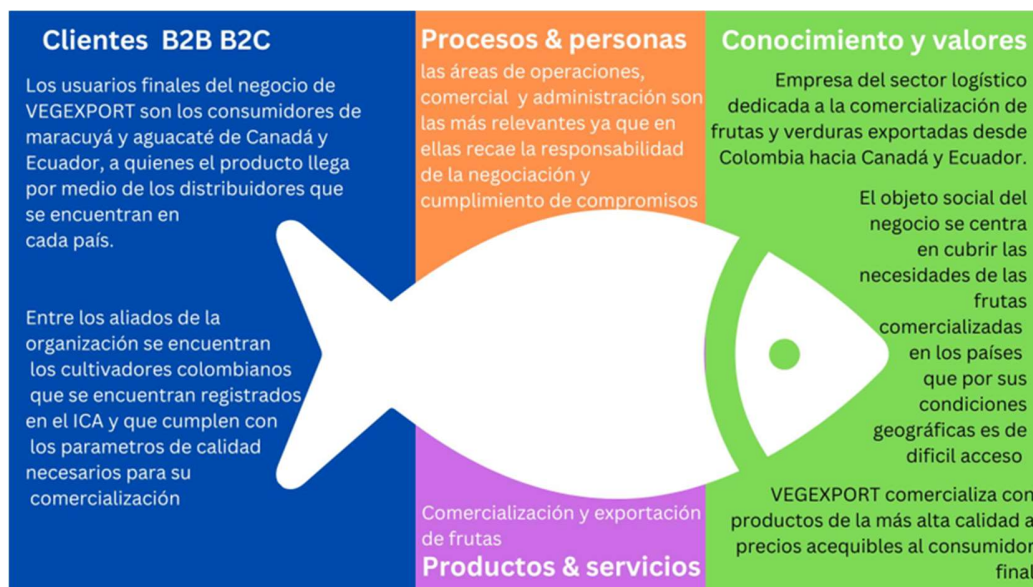 Clientes B2B B2C
Los usuarios finales del negocio de
VEGEXPORT son los consumidores de
maracuyá y aguacaté de Canadá y
Ecuador, a quienes el producto llega
por medio de los distribuidores que
se encuentran en
cada país.
Entre los aliados de la
organización se encuentran
los cultivadores colombianos
que se encuentran registrados
en el ICA y que cumplen con
los parametros de calidad
necesarios para su
comercialización
Procesos & personas
las áreas de operaciones,
comercial y administración son
las más relevantes ya que en
ellas recae la responsabilidad
de la negociación y
cumplimiento de compromisos
Comercialización y exportación
de frutas
Productos & servicios
Conocimiento y valores
Empresa del sector logístico
dedicada a la comercialización de
frutas y verduras exportadas desde
Colombia hacia Canadá y Ecuador.
El objeto social del
negocio se centra
en cubrir las
necesidades de las
frutas
comercializadas
en los países
que por sus
condiciones
geográficas es de
dificil acceso
VEGEXPORT comercializa con
productos de la más alta calidad a
precios acequibles al consumidor
final